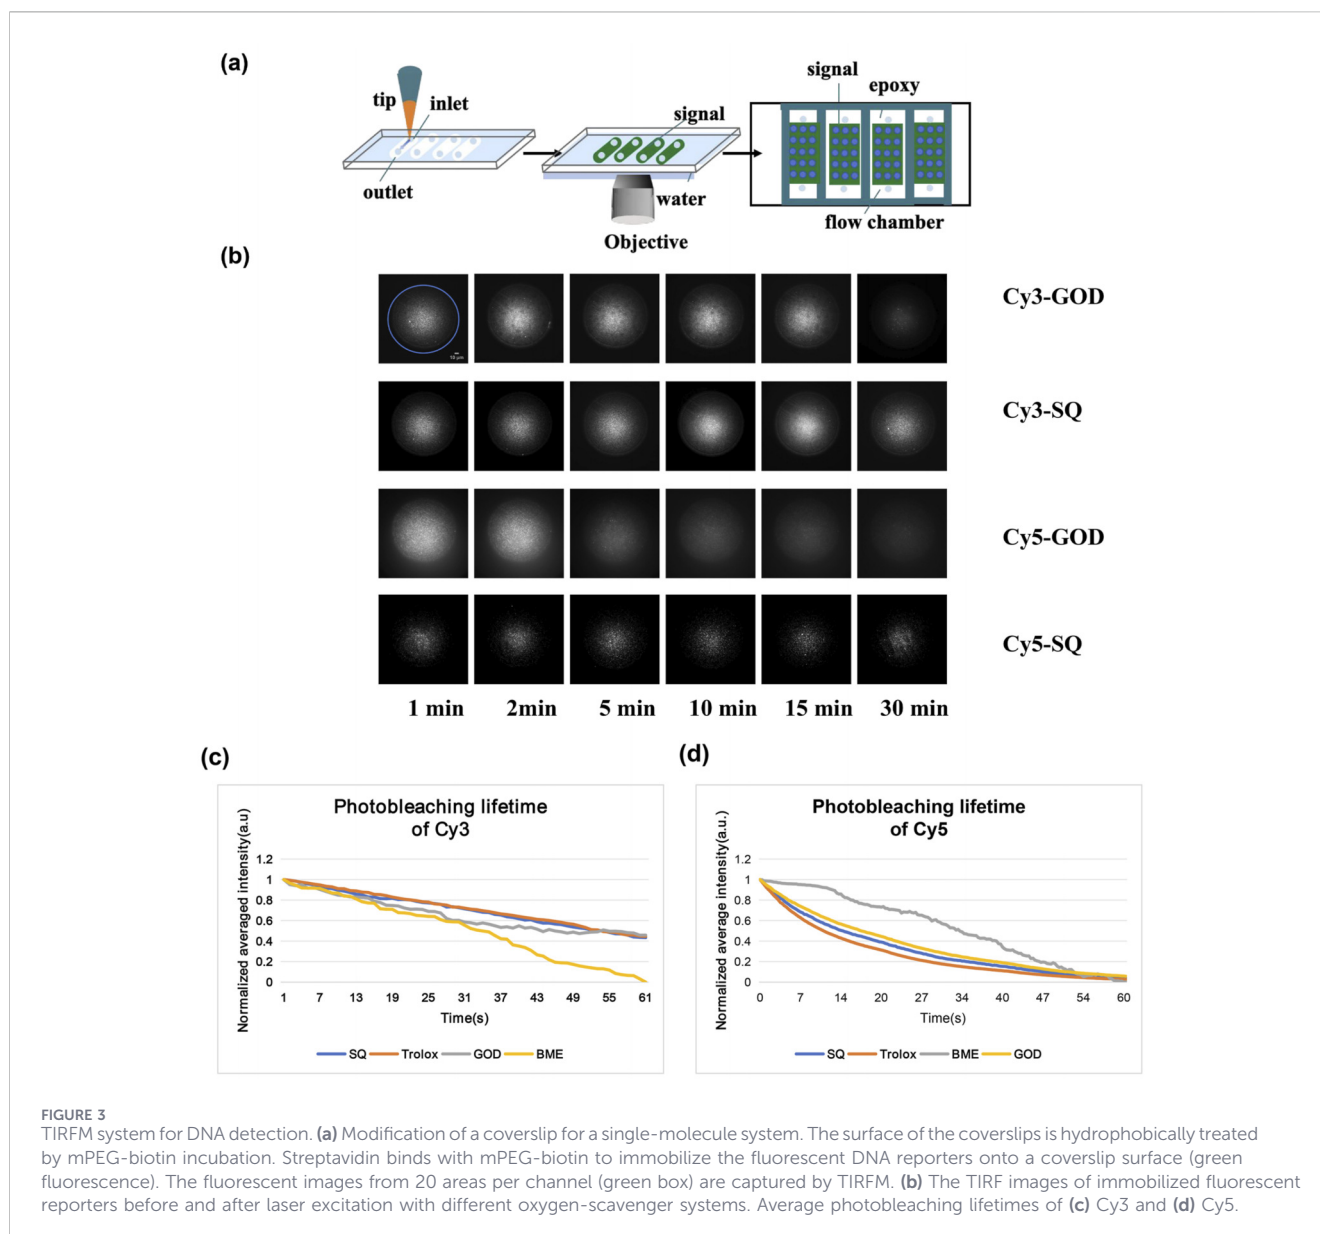 (a)
tip
inlet
outlet
signal
water
Objective
signal
epoxy
flow chamber
(b)
10 µm
Cy3-GOD
Cy3-SQ
Cy5-GOD
Cy5-SQ
1 min 2min 5 min 10 min 15 min 30 min
(c)
Photobleaching lifetime
of Cy3
Normalized averaged intensity(a.u)
1.2
1
0.8
0.6
0.4
0.2
0
1 7 13 19 25 31 37 43 49 55 61
Time(s)
SQ Trolox GOD BME
(d)
Photobleaching lifetime
of Cy5
Normalized average intensity(a.u.)
1.2
1
0.8
0.6
0.4
0.2
0
0 7 14 20 27 34 40 47 54 60
Time(s)
SQ Trolox BME GOD
FIGURE 3
TIRFM system for DNA detection. (a) Modification of a coverslip for a single-molecule system. The surface of the coverslips is hydrophobically treated
by mPEG-biotin incubation. Streptavidin binds with mPEG-biotin to immobilize the fluorescent DNA reporters onto a coverslip surface (green
fluorescence). The fluorescent images from 20 areas per channel (green box) are captured by TIRFM. (b) The TIRF images of immobilized fluorescent
reporters before and after laser excitation with different oxygen-scavenger systems. Average photobleaching lifetimes of (c) Cy3 and (d) Cy5.